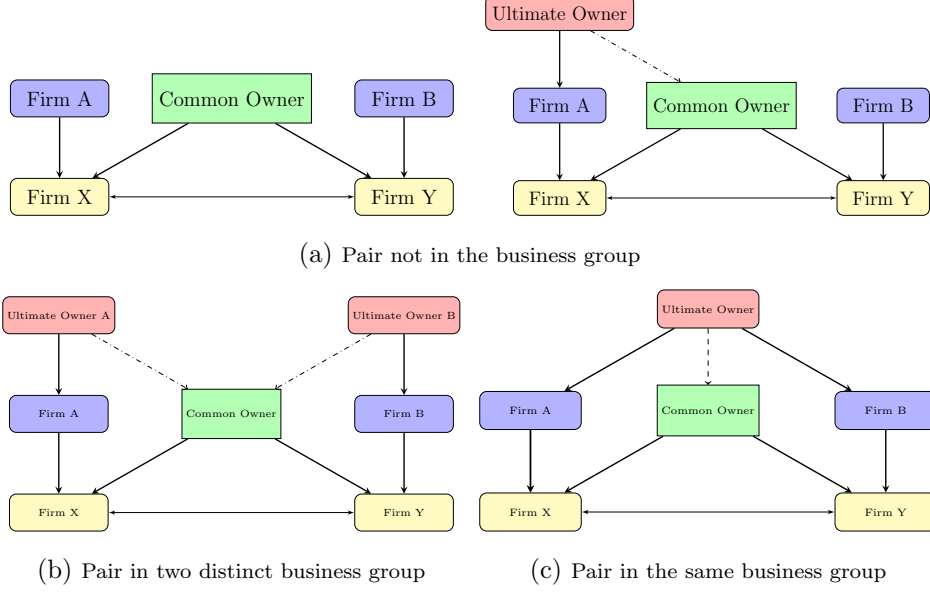 Ultimate Owner
Firm A Common Owner Firm B Firm A Common Owner Firm B
Firm X Firm Y Firm X Firm Y
(a) Pair not in the business group
Ultimate Owner A Ultimate Owner B Ultimate Owner
Firm A Common Owner Firm B Firm A Common Owner Firm B
Firm X Firm Y Firm X Firm Y
(b) Pair in two distinct business group (c) Pair in the same business group